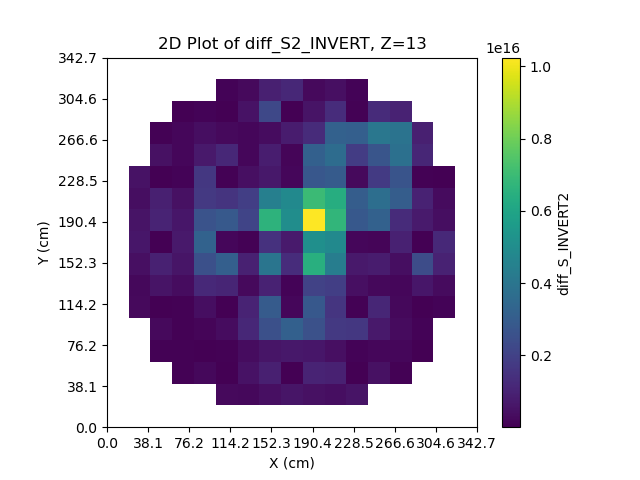 2D Plot of diff_S2_INVERT, Z=13
1e16
342.7
304.6
266.6
228.5
190.4
152.3
114.2
76.2
38.1
0.0
Y (cm)
0.0 38.1 76.2 114.2 152.3 190.4 228.5 266.6 304.6 342.7
X (cm)
1.0
0.8
0.6
0.4
0.2
diff_S_INVERT2